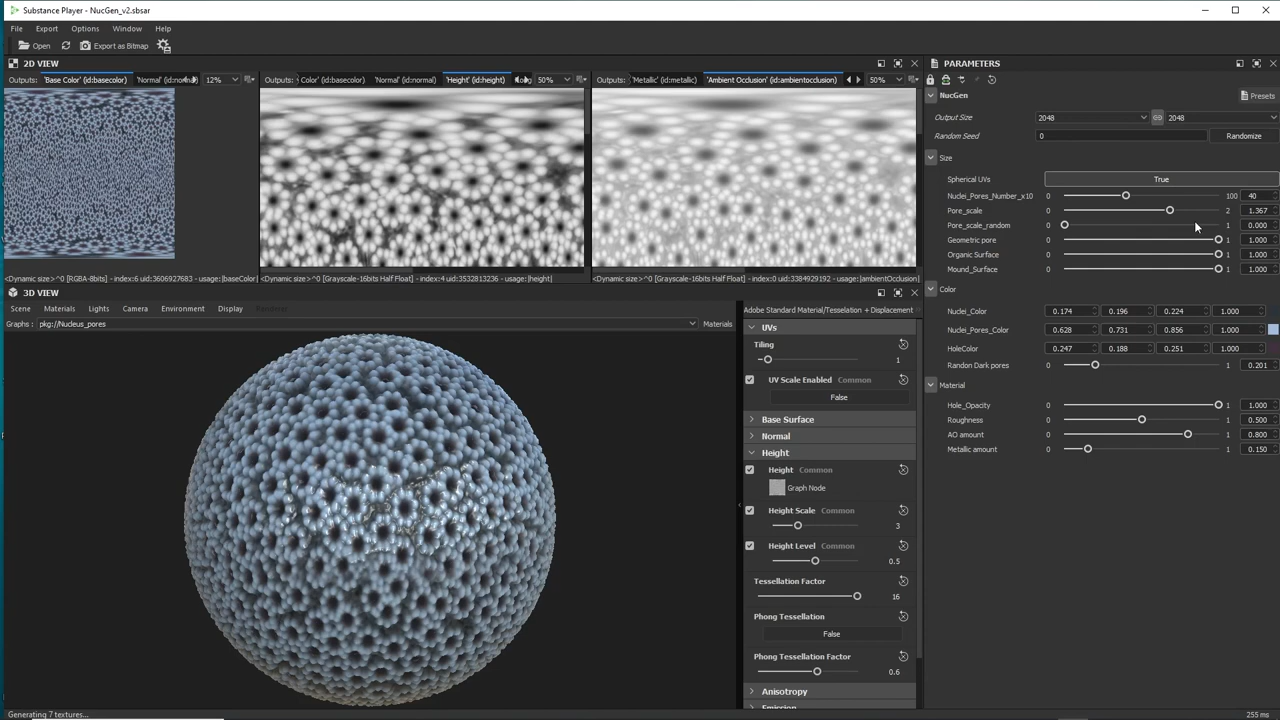 Substance Player - NucGen_v2.sbsar
File Export Options Window Help
Open Export as Bitmap
2D VIEW
Outputs: 'Base Color' (id:basecolor) 'Normal' (id:normal) 12%
Outputs: Color' (id:basecolor) 'Normal' (id:normal) 'Height' (id:height) 50%
Outputs: 'Metallic' (id:metallic) 'Ambient Occlusion' (id:ambientocclusion) 50%
<Dynamic size>^0 [RGBA-8bits] - index:6 uid:3606927683 - usage:|baseColor|
<Dynamic size>^0 [Grayscale-16bits Half Float] - index:4 uid:3532813236 - usage:|height|
<Dynamic size>^0 [Grayscale-16bits Half Float] - index:0 uid:3384929192 - usage:|ambientOcclusion|
3D VIEW
Scene Materials Lights Camera Environment Display
Graphs: pkg://Nucleus_pores Materials
Adobe Standard Material/Tesselation + Displacement
UVs
Tiling
1
UV Scale Enabled Common
False
Base Surface
Normal
Height
Height Common
Graph Node
Height Scale Common
3
Height Level Common
0.5
Tessellation Factor
16
Phong Tessellation
False
Phong Tessellation Factor
0.6
Anisotropy
Emission
PARAMETERS
NucGen Presets
Output Size 2048 2048
Random Seed 0 Randomize
Size
Spherical UVs True
Nuclei_Pores_Number_x10 0 100 40
Pore_scale 0 2 1.367
Pore_scale_random 0 1 0.000
Geometric pore 0 1 1.000
Organic Surface 0 1 1.000
Mound_Surface 0 1 1.000
Color
Nuclei_Color 0.174 0.196 0.224 1.000
Nuclei_Pores_Color 0.628 0.731 0.856 1.000
HoleColor 0.247 0.188 0.251 1.000
Randon Dark pores 0 1 0.201
Material
Hole_Opacity 0 1 1.000
Roughness 0 1 0.500
AO amount 0 1 0.800
Metallic amount 0 1 0.150
Generating 7 textures... 255 ms